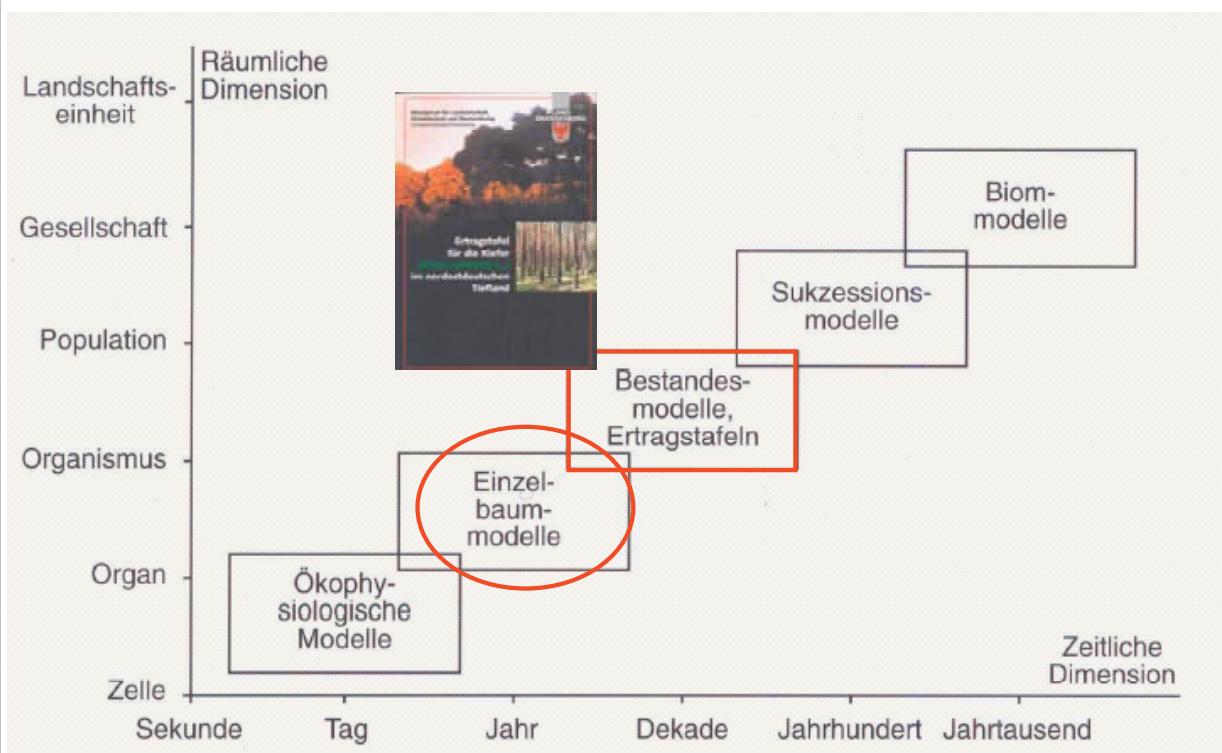 Räumliche
Dimension
Landschafts-
einheit
Gesellschaft
Population
Organismus
Organ
Zelle
Ertragstafel
für die Kiefer
im nordostdeutschen
Tiefland
Biom-
modelle
Sukzessions-
modelle
Bestandes-
modelle,
Ertragstafeln
Einzel-
baum-
modelle
Ökophy-
siologische
Modelle
Zeitliche
Dimension
Sekunde Tag Jahr Dekade Jahrhundert Jahrtausend